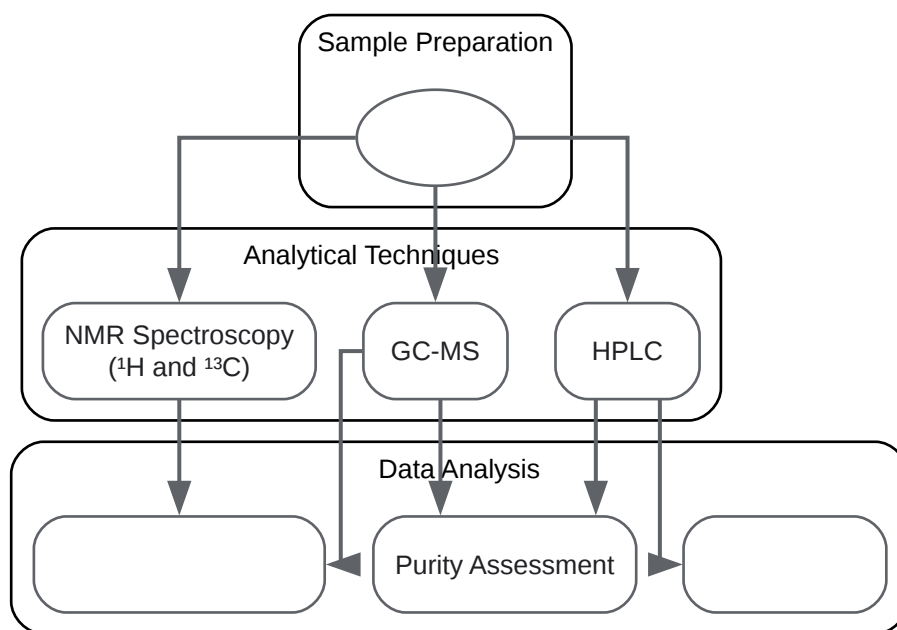 Sample Preparation
Analytical Techniques
NMR Spectroscopy
(¹H and ¹³C)
GC-MS
HPLC
Data Analysis
Purity Assessment